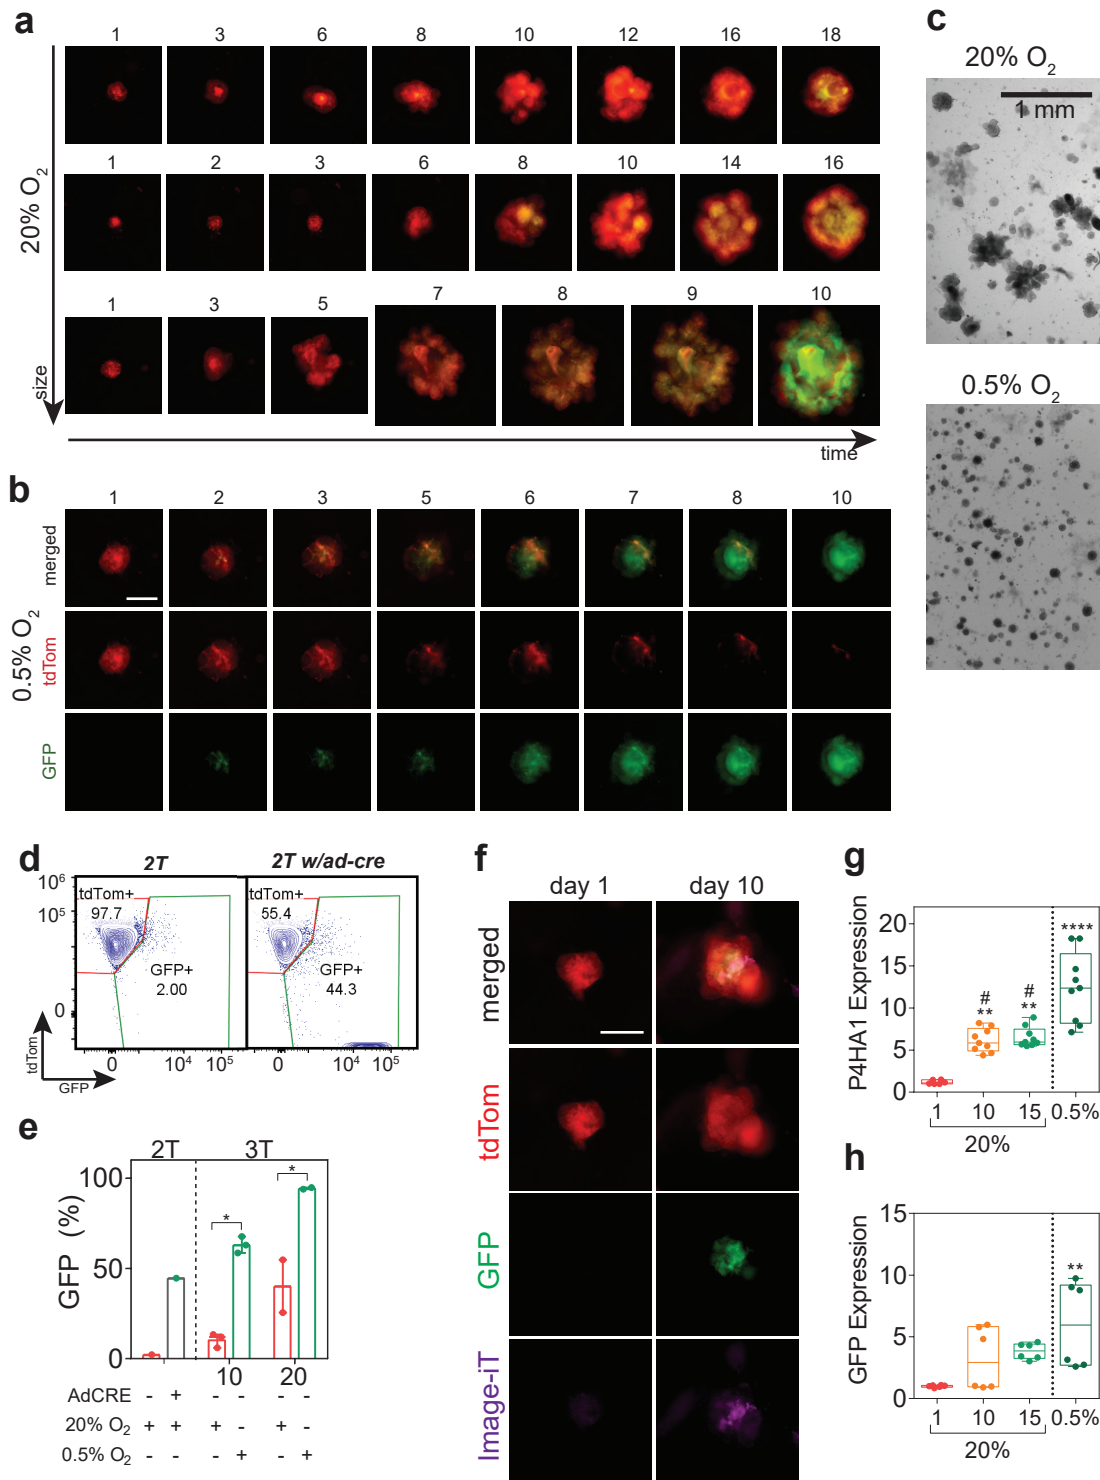 a
1 3 6 8 10 12 16 18
1 2 3 6 8 10 14 16
1 3 5 7 8 9 10
20% O2
size
time
b
1 2 3 5 6 7 8 10
0.5% O2
merged
tdTom
GFP
c
20% O2
1 mm
0.5% O2
d
2T
2T w/ad-cre
10^6
10^5
0
tdTom+
97.7
GFP+
2.00
tdTom+
55.4
GFP+
44.3
0 10^4 10^5
0 10^4 10^5
tdTom
GFP
e
2T 3T
GFP (%)
100
50
0
*
*
10 20
AdCRE - + - - - -
20% O2 + + + - + -
0.5% O2 - - - + - +
f
day 1 day 10
merged
tdTom
GFP
Image-iT
g
P4HA1 Expression
20
15
10
5
0
#
**
#
**
****
1 10 15 0.5%
20%
h
GFP Expression
15
10
5
0
**
1 10 15 0.5%
20%